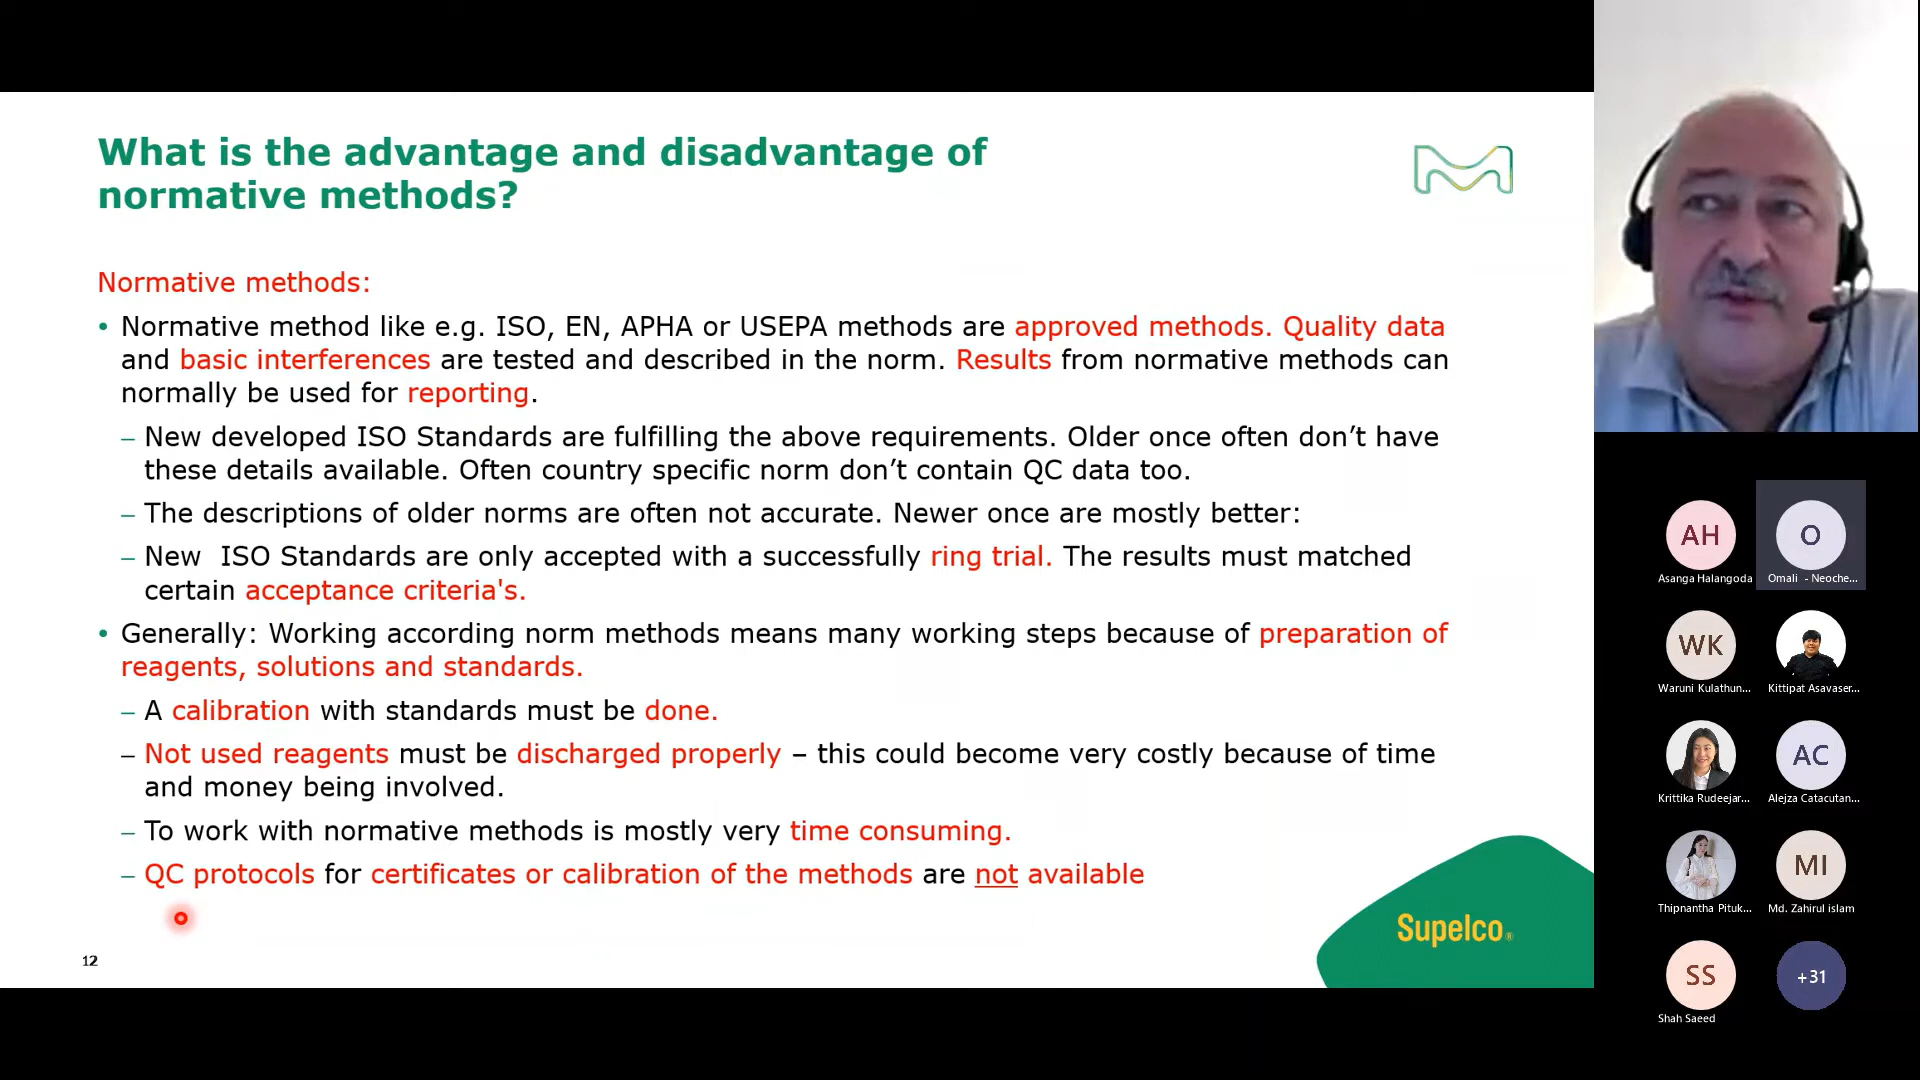 What is the advantage and disadvantage of
normative methods?
Normative methods:
• Normative method like e.g. ISO, EN, APHA or USEPA methods are approved methods. Quality data
and basic interferences are tested and described in the norm. Results from normative methods can
normally be used for reporting.
– New developed ISO Standards are fulfilling the above requirements. Older once often don’t have
these details available. Often country specific norm don’t contain QC data too.
– The descriptions of older norms are often not accurate. Newer once are mostly better:
– New  ISO Standards are only accepted with a successfully ring trial. The results must matched
certain acceptance criteria's.
• Generally: Working according norm methods means many working steps because of preparation of
reagents, solutions and standards.
– A calibration with standards must be done.
– Not used reagents must be discharged properly – this could become very costly because of time
and money being involved.
– To work with normative methods is mostly very time consuming.
– QC protocols for certificates or calibration of the methods are not available
Supelco®
12
AH
O
Asanga Halangoda
Omali - Neoche...
WK
Waruni Kulathun...
Kittipat Asavaser...
AC
Krittika Rudeejar...
Alejza Catacutan...
MI
Thipnantha Pituk...
Md. Zahirul islam
SS
+31
Shah Saeed